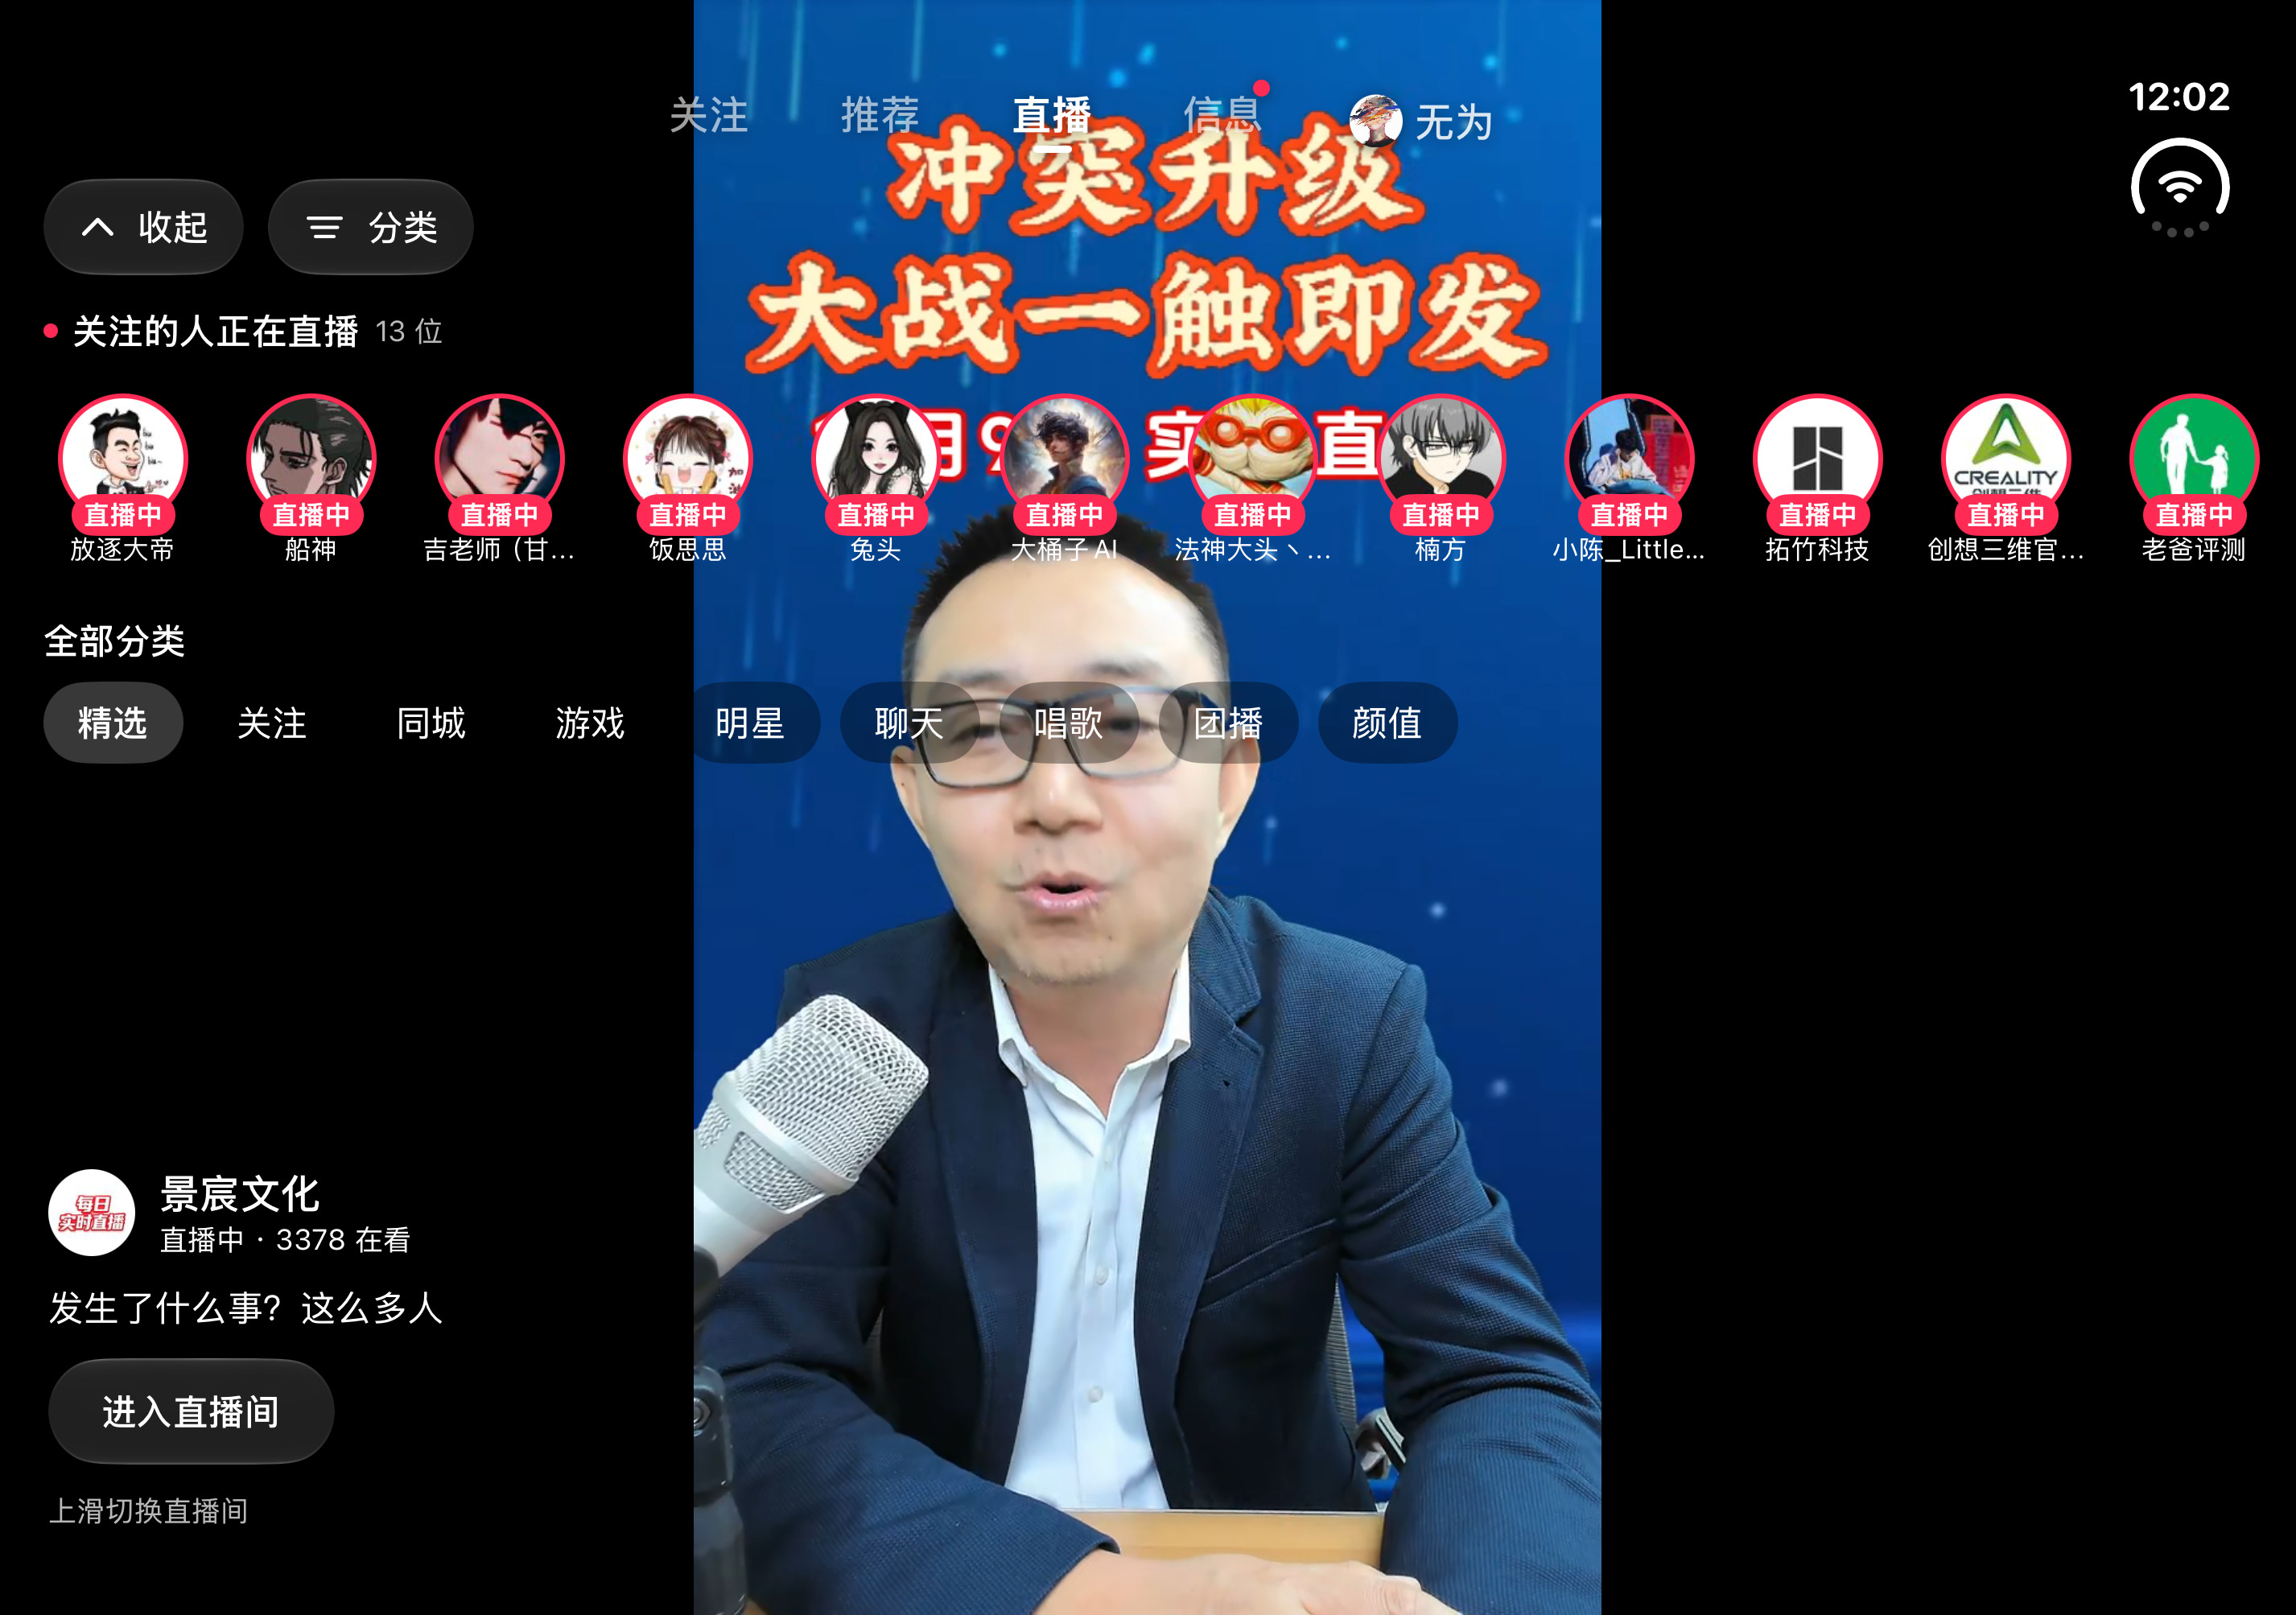 关注 推荐 直播 信息 无为
12:02
冲突升级
收起 分类
大战一触即发
关注的人正在直播 13 位
月 9 实 直
CREALITY
直播中 直播中 直播中 直播中 直播中 直播中 直播中 直播中 直播中 直播中 直播中 直播中
放逐大帝 船神 吉老师（甘... 饭思思 兔头 大桶子 AI 法神大头丶... 楠方 小陈_Little... 拓竹科技 创想三维官... 老爸评测
全部分类
精选 关注 同城 游戏 明星 聊天 唱歌 团播 颜值
每日
实时直播
景宸文化
直播中 · 3378 在看
发生了什么事？这么多人
进入直播间
上滑切换直播间